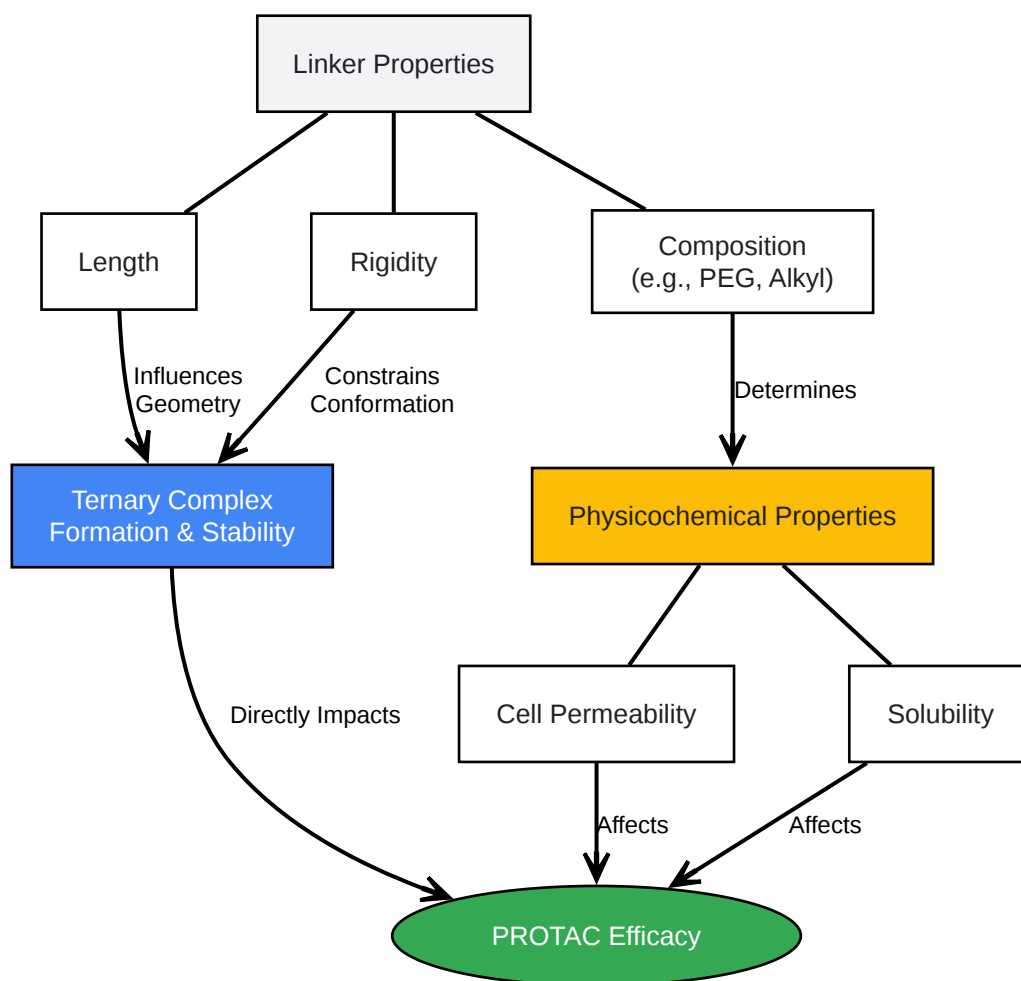 Linker Properties
Length
Rigidity
Composition
(e.g., PEG, Alkyl)
Influences
Geometry
Constrains
Conformation
Determines
Ternary Complex
Formation & Stability
Physicochemical Properties
Directly Impacts
Cell Permeability
Solubility
Affects
Affects
PROTAC Efficacy